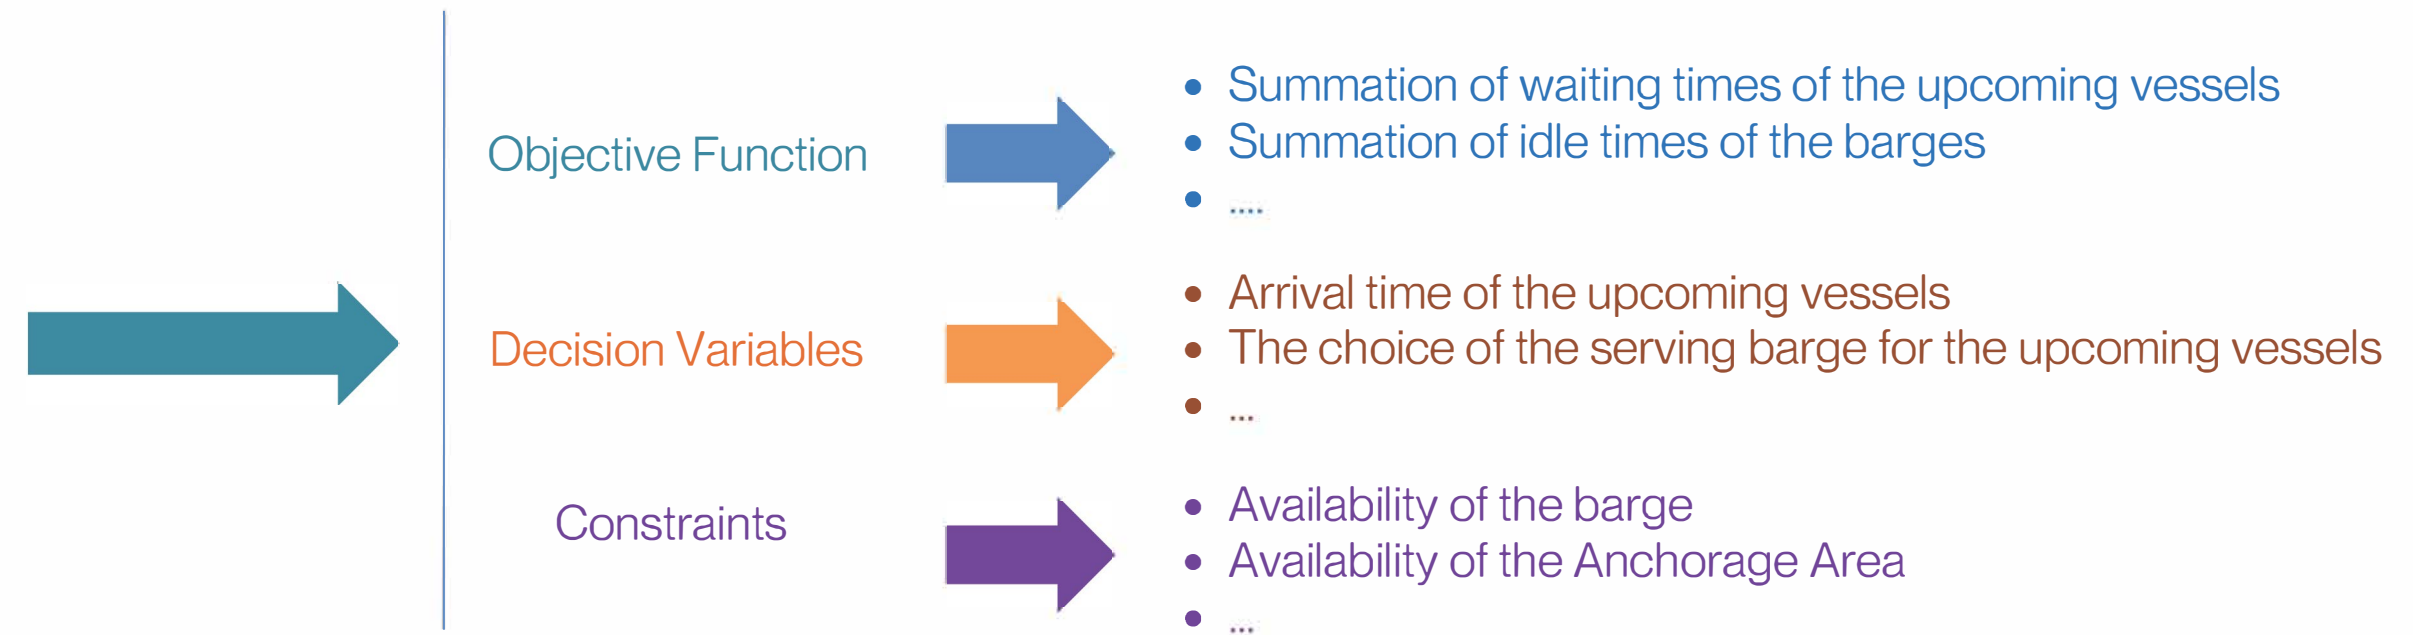 Objective Function
• Summation of waiting times of the upcoming vessels
• Summation of idle times of the barges
• ....
Decision Variables
• Arrival time of the upcoming vessels
• The choice of the serving barge for the upcoming vessels
• ...
Constraints
• Availability of the barge
• Availability of the Anchorage Area
• ...